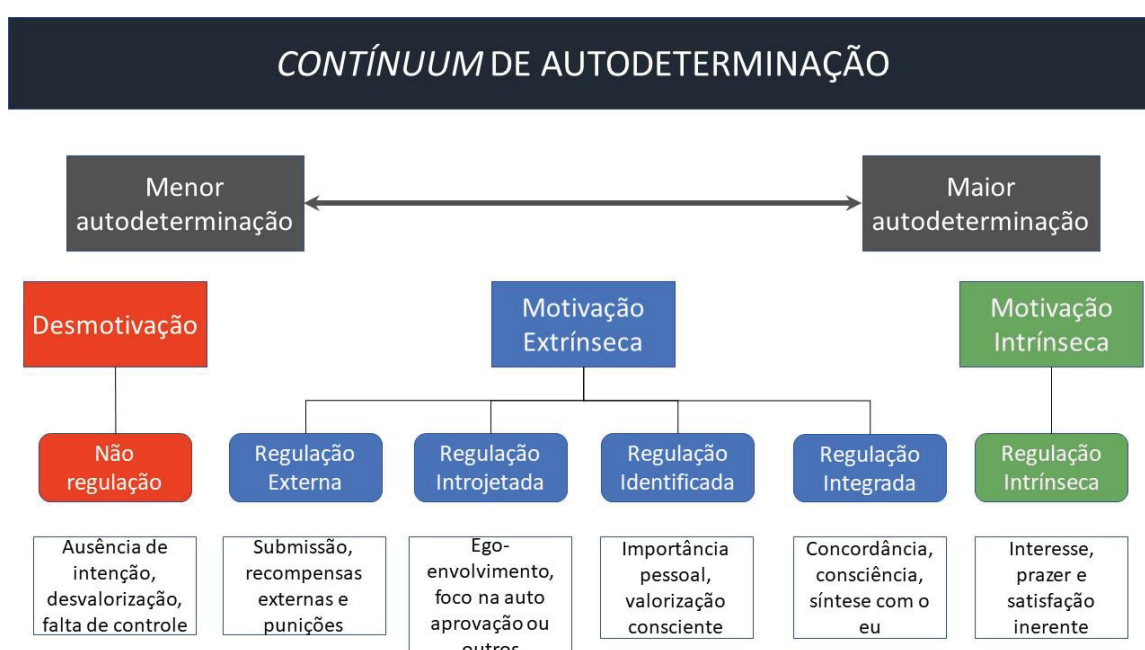 CONTÍNUUM DE AUTODETERMINAÇÃO
Menor
autodeterminação
Maior
autodeterminação
Desmotivação
Motivação
Extrínseca
Motivação
Intrínseca
Não
regulação
Regulação
Externa
Regulação
Introjetada
Regulação
Identificada
Regulação
Integrada
Regulação
Intrínseca
Ausência de
intenção,
desvalorização,
falta de controle
Submissão,
recompensas
externas e
punições
Ego-
envolvimento,
foco na auto
aprovação ou
outros
Importância
pessoal,
valorização
consciente
Concordância,
consciência,
síntese com o
eu
Interesse,
prazer e
satisfação
inerente